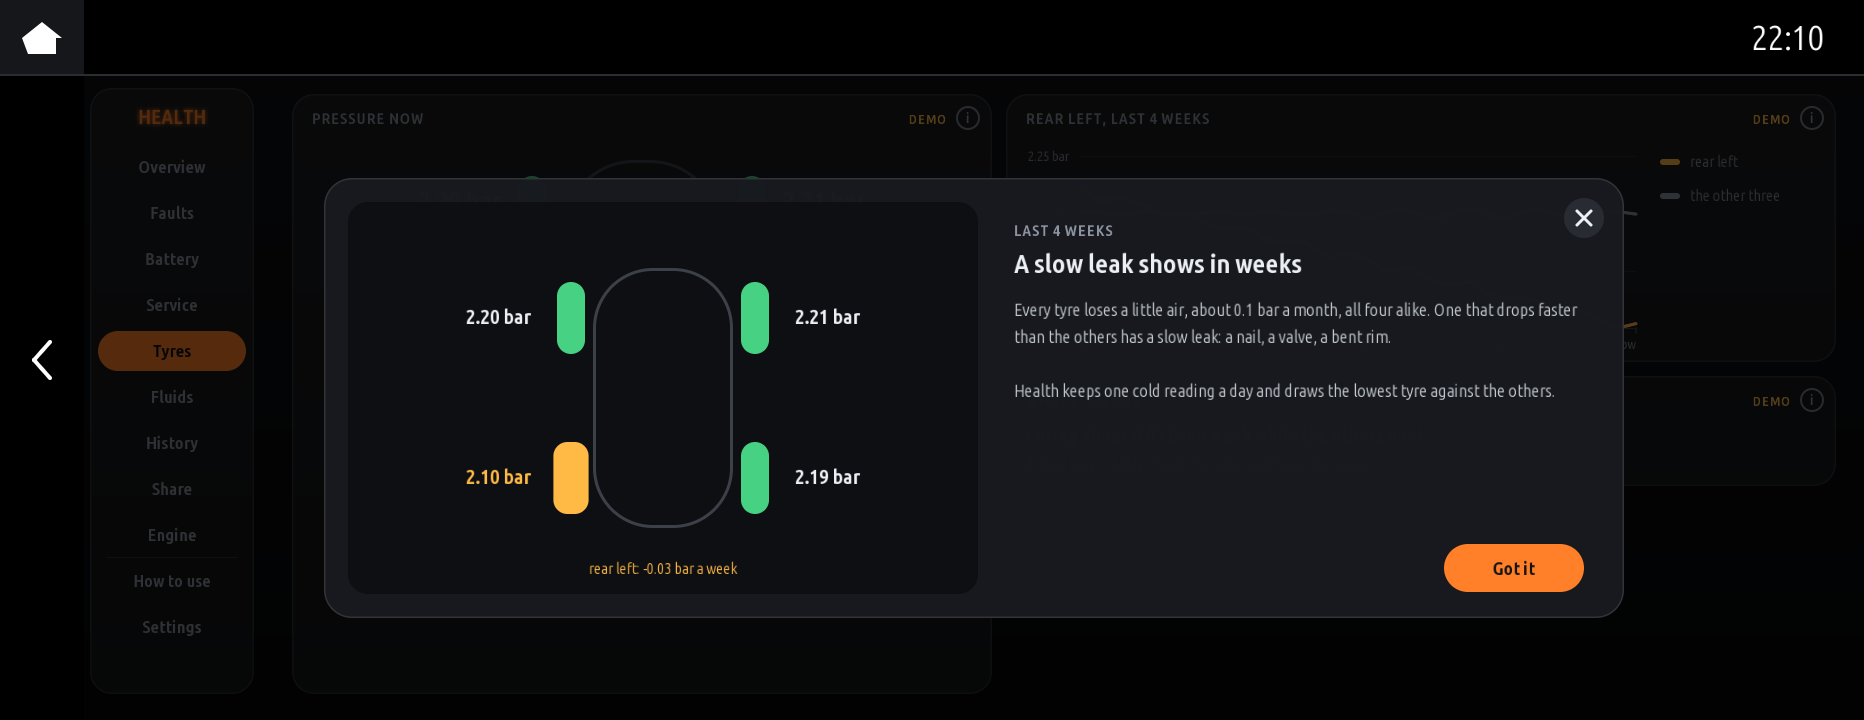 22:10
HEALTH
Overview
Faults
Battery
Service
Tyres
Fluids
History
Share
Engine
How to use
Settings
PRESSURE NOW
DEMO
REAR LEFT, LAST 4 WEEKS
DEMO
2.25 bar
rear left
the other three
DEMO
2.20 bar
2.21 bar
2.10 bar
2.19 bar
rear left: -0.03 bar a week
LAST 4 WEEKS
A slow leak shows in weeks
Every tyre loses a little air, about 0.1 bar a month, all four alike. One that drops faster
than the others has a slow leak: a nail, a valve, a bent rim.
Health keeps one cold reading a day and draws the lowest tyre against the others.
Got it